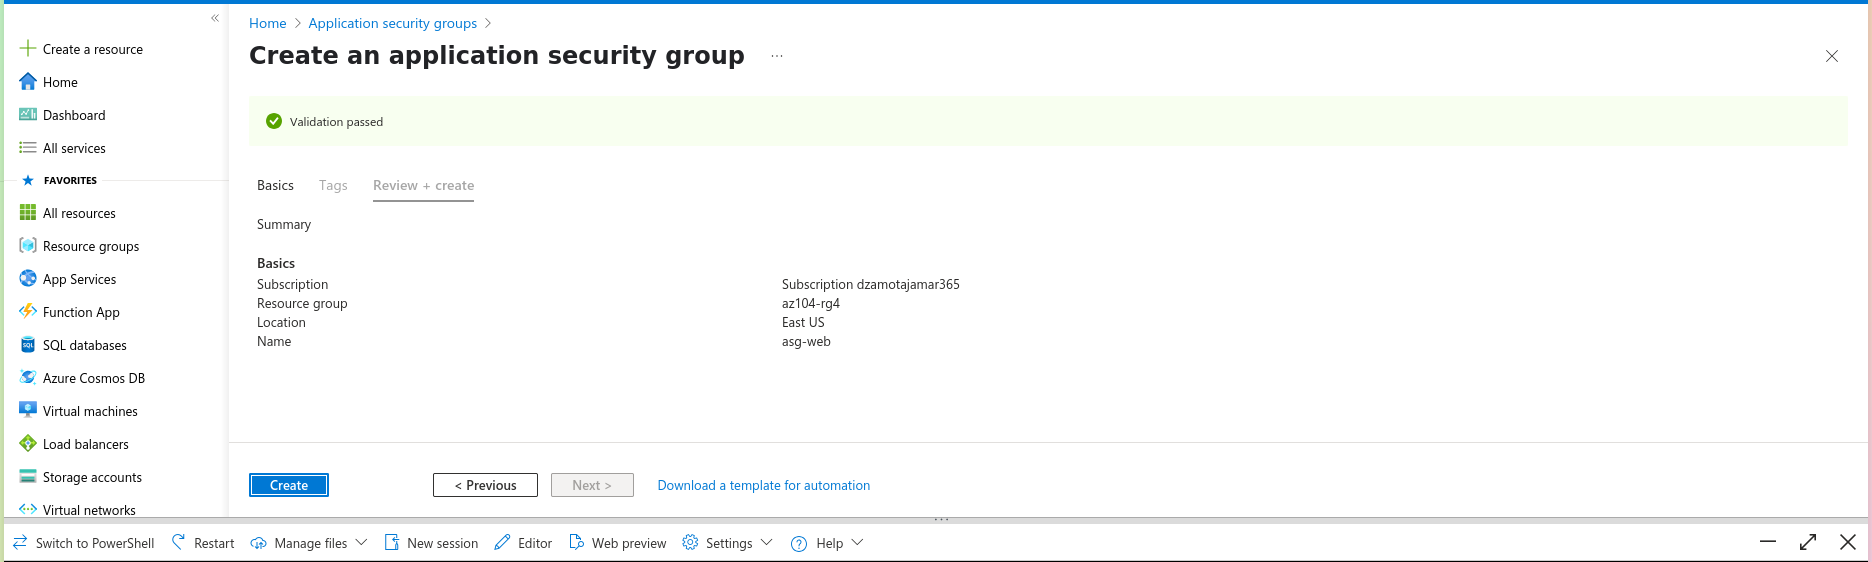 «
Home > Application security groups >
Create an application security group ...
Validation passed
Create a resource
Home
Dashboard
All services
FAVORITES
All resources
Resource groups
App Services
Function App
SQL databases
Azure Cosmos DB
Virtual machines
Load balancers
Storage accounts
Virtual networks
Basics Tags Review + create
Summary
Basics
Subscription Subscription dzamotajamar365
Resource group az104-rg4
Location East US
Name asg-web
Create < Previous Next > Download a template for automation
Switch to PowerShell Restart Manage files New session Editor Web preview Settings Help